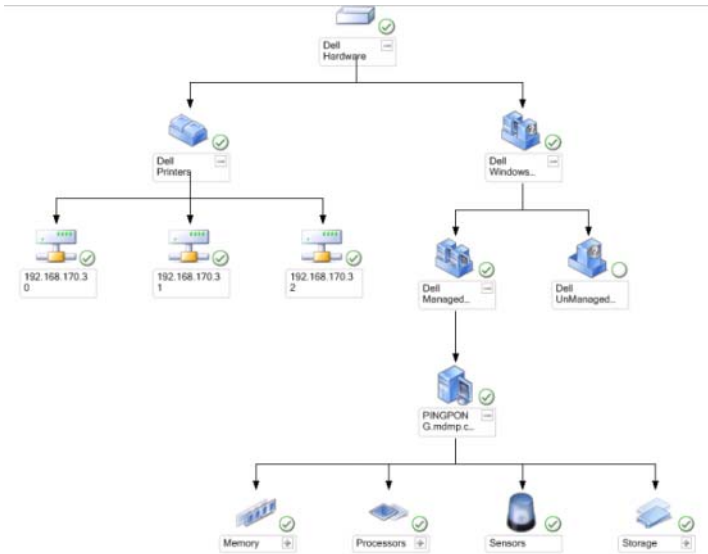 Dell
Hardware
Dell
Printers
Dell
Windows...
192.168.170.3
0
192.168.170.3
1
192.168.170.3
2
Dell
Managed...
Dell
UnManaged...
PINGPON
G.mdmp.c...
Memory
Processors
Sensors
Storage